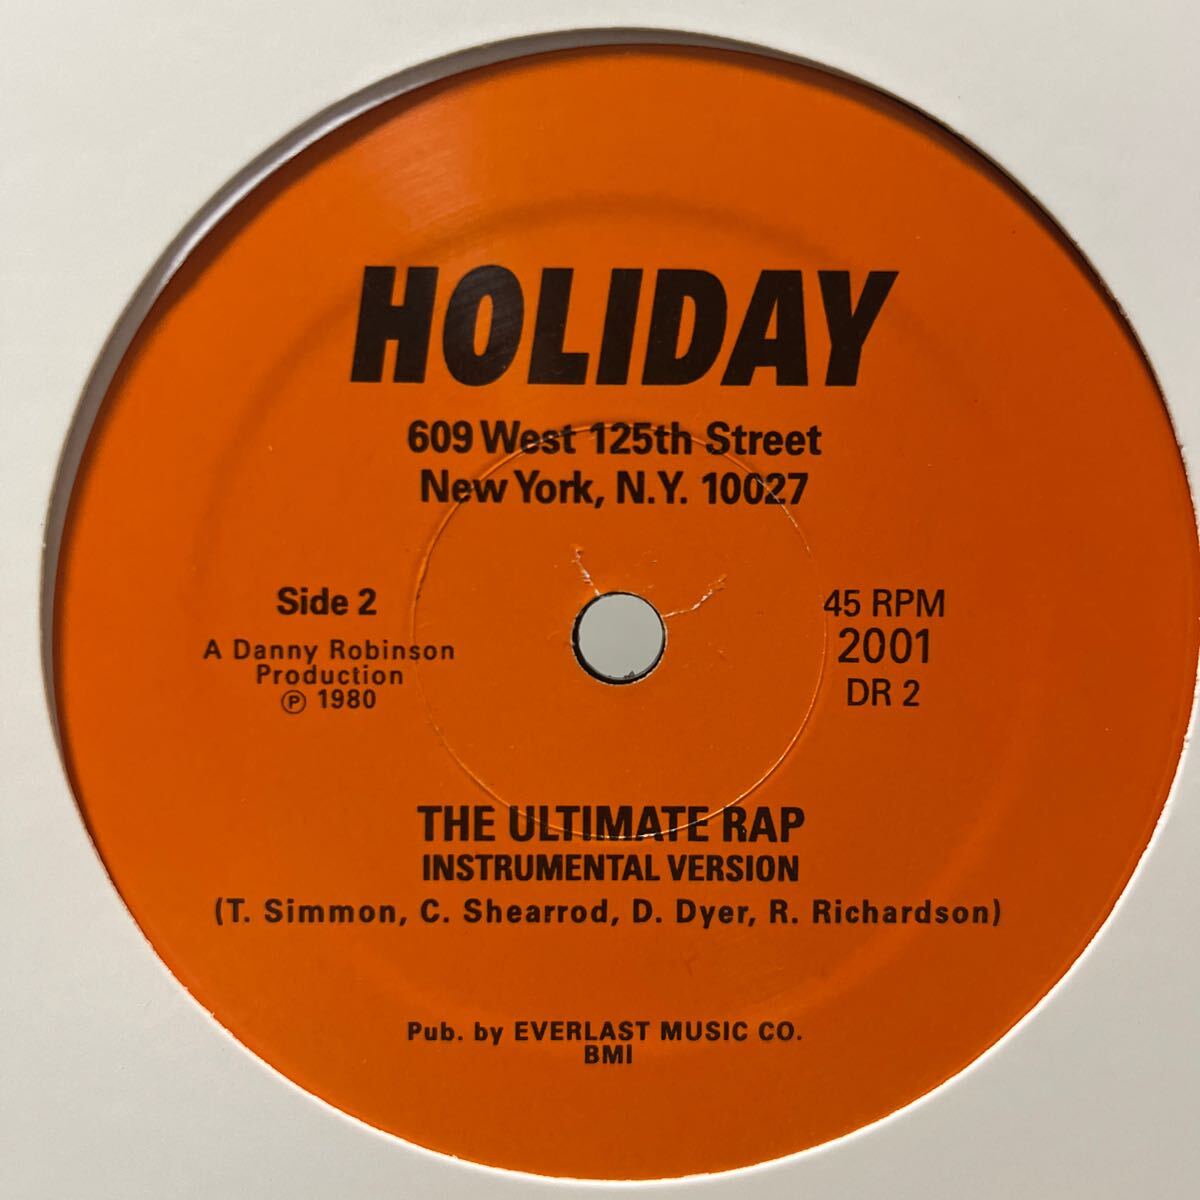 HOLIDAY
609 West 125th Street
New York, N.Y. 10027
Side 2
A Danny Robinson
Production
℗ 1980
45 RPM
2001
DR 2
THE ULTIMATE RAP
INSTRUMENTAL VERSION
(T. Simmon, C. Shearrod, D. Dyer, R. Richardson)
Pub. by EVERLAST MUSIC CO.
BMI